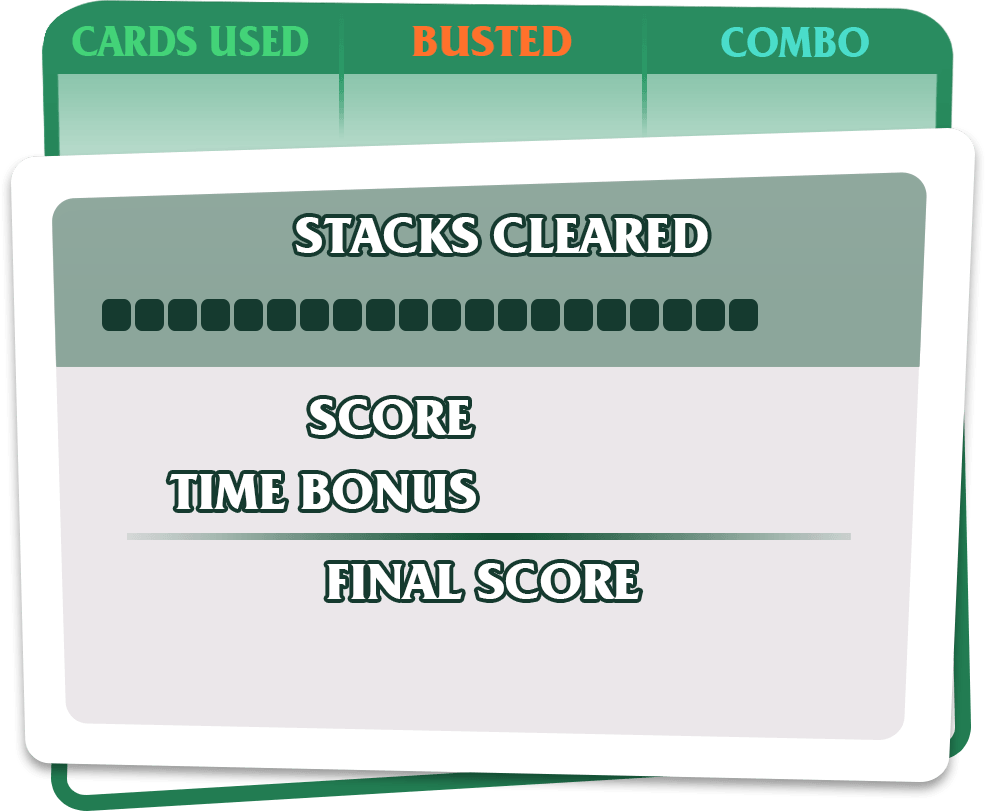 CARDS USED BUSTED COMBO
STACKS CLEARED
SCORE
TIME BONUS
FINAL SCORE